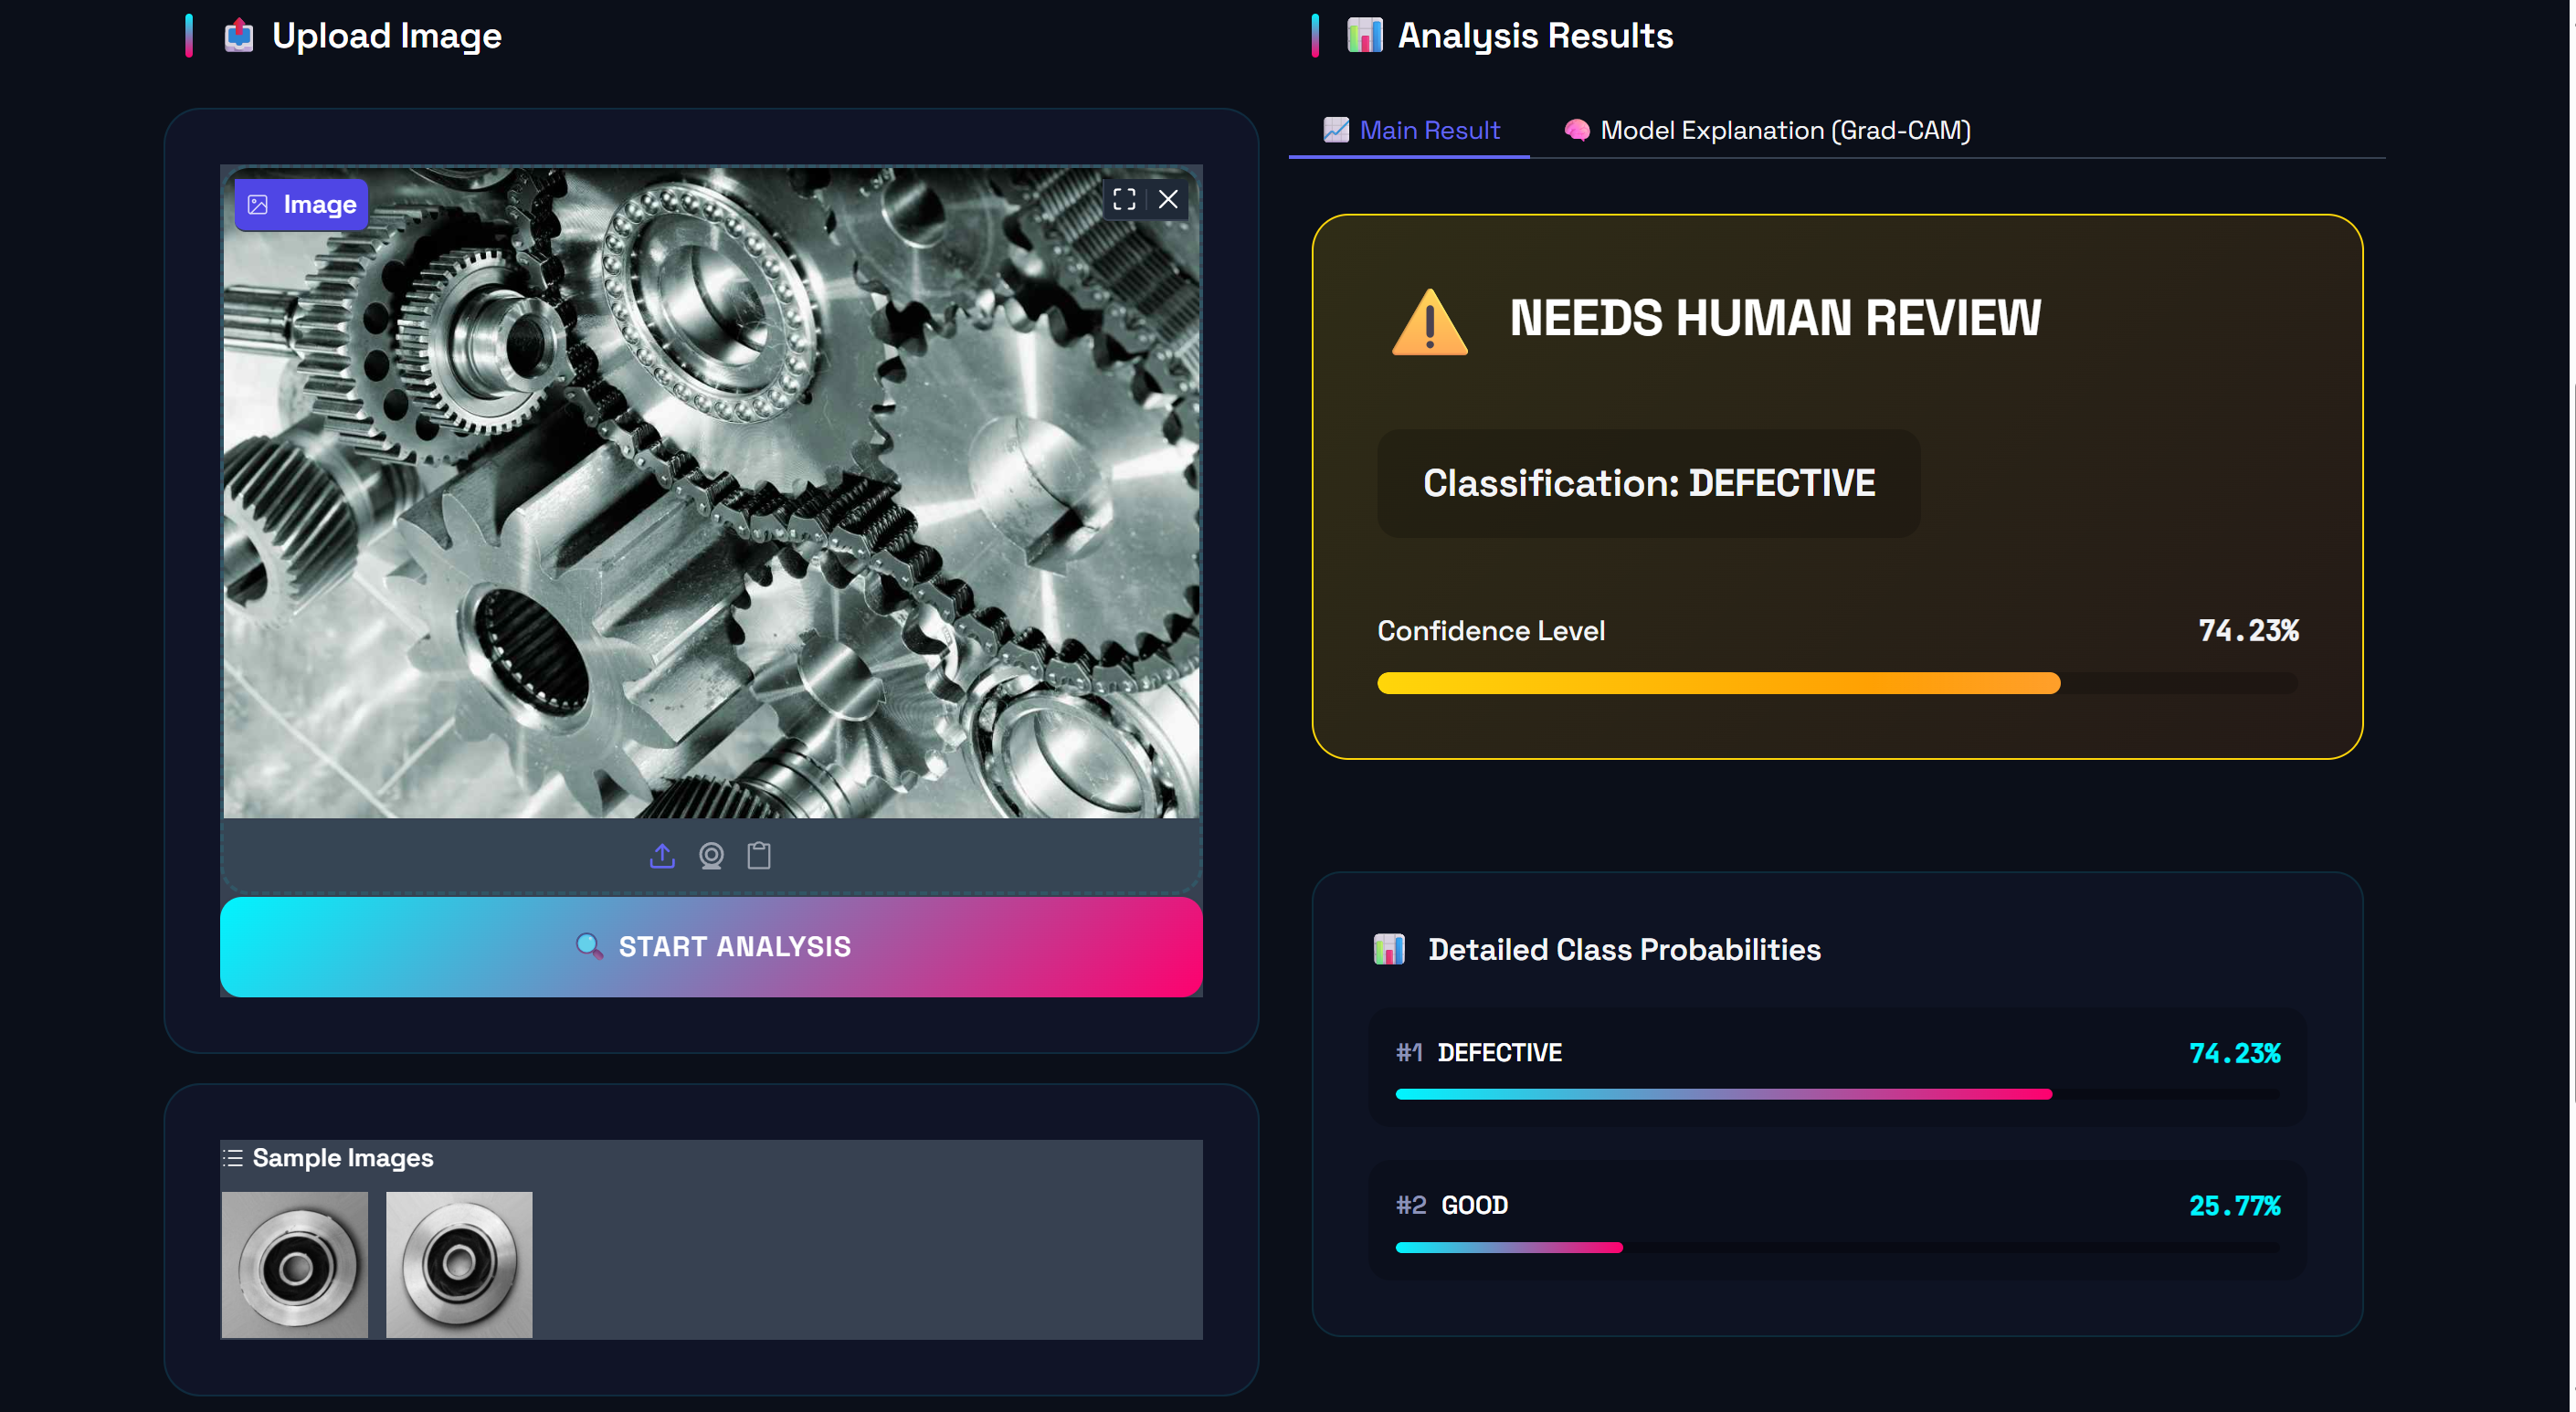 Upload Image
Image
START ANALYSIS
Sample Images
Analysis Results
Main Result
Model Explanation (Grad-CAM)
NEEDS HUMAN REVIEW
Classification: DEFECTIVE
Confidence Level 74.23%
Detailed Class Probabilities
#1 DEFECTIVE 74.23%
#2 GOOD 25.77%